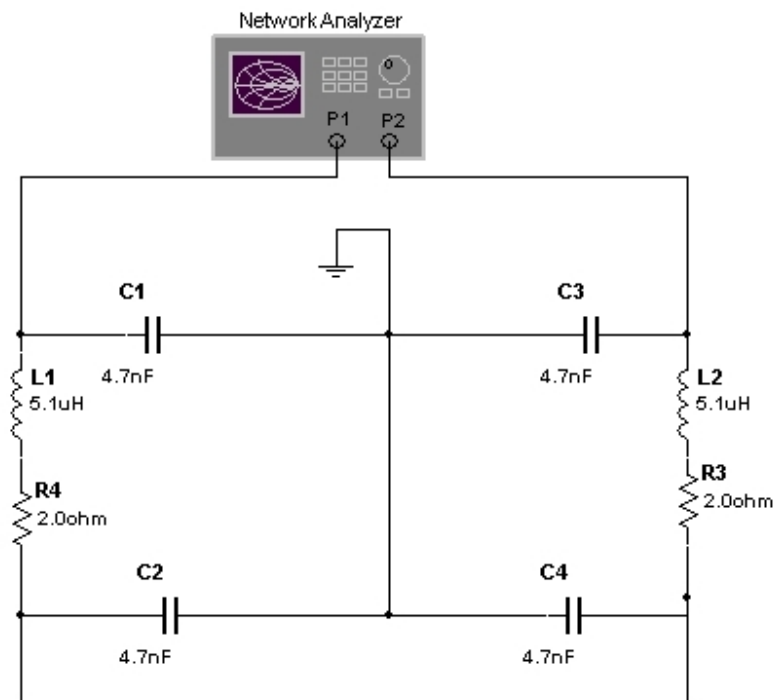 Network Analyzer
P1 P2
C1
C3
4.7nF
4.7nF
L1
5.1uH
L2
5.1uH
R4
2.0ohm
R3
2.0ohm
C2
C4
4.7nF
4.7nF